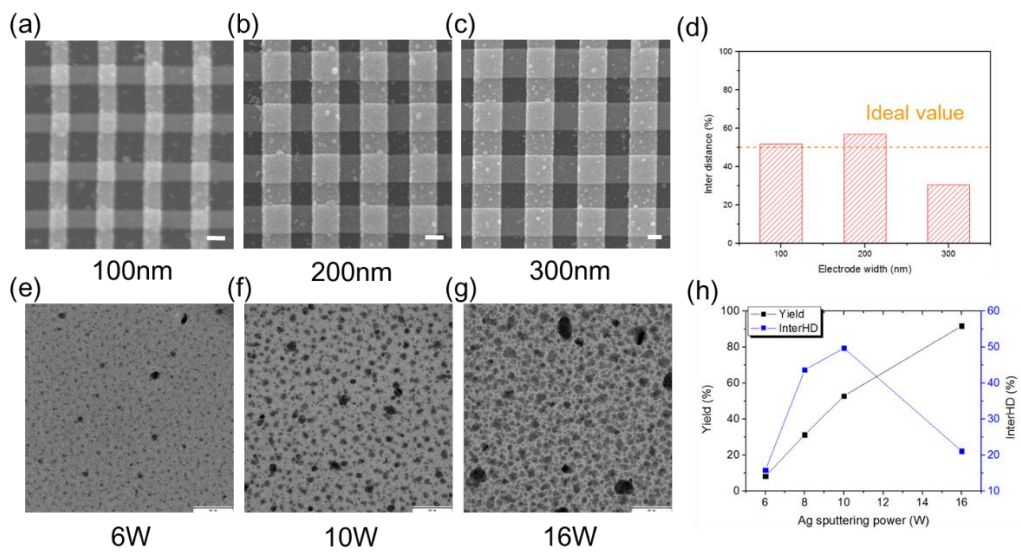 (a)
(b)
(c)
100nm
200nm
300nm
(d)
100
80
60
40
20
0
Inter distance (%)
Ideal value
100
200
300
Electrode width (nm)
(e)
(f)
(g)
6W
10W
16W
(h)
Yield
InterHD
100
80
60
40
20
0
Yield (%)
60
50
40
30
20
10
InterHD (%)
6
8
10
12
14
16
Ag sputtering power (W)